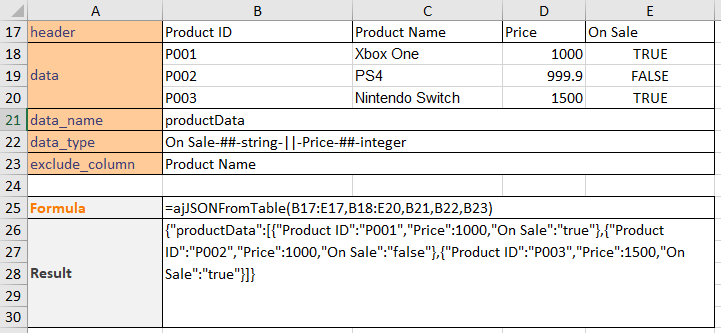 A B C D E
17 header Product ID Product Name Price On Sale
18 P001 Xbox One 1000 TRUE
19 data P002 PS4 999.9 FALSE
20 P003 Nintendo Switch 1500 TRUE
21 data_name productData
22 data_type On Sale-##-string-||-Price-##-integer
23 exclude_column Product Name
24
25 Formula =ajJSONFromTable(B17:E17,B18:E20,B21,B22,B23)
26 {"productData":[{"Product ID":"P001","Price":1000,"On Sale":"true"},{"Product
27 ID":"P002","Price":1000,"On Sale":"false"},{"Product ID":"P003","Price":1500,"On
28 Result Sale":"true"}]}
29
30